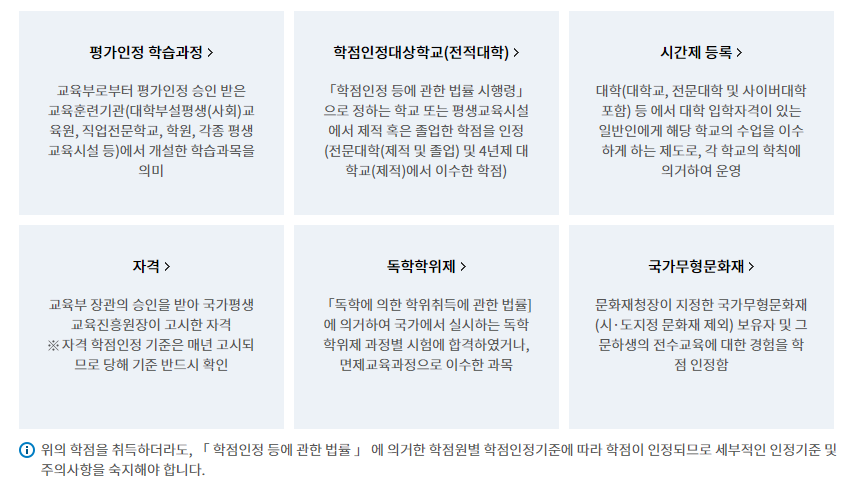 평가인정 학습과정 >
교육부로부터 평가인정 승인 받은
교육훈련기관(대학부설평생(사회)교
육원, 직업전문학교, 학원, 각종 평생
교육시설 등)에서 개설한 학습과목을
의미
학점인정대상학교(전적대학) >
「학점인정 등에 관한 법률 시행령」
으로 정하는 학교 또는 평생교육시설
에서 제적 혹은 졸업한 학점을 인정
(전문대학(제적 및 졸업) 및 4년제 대
학교(제적)에서 이수한 학점)
시간제 등록 >
대학(대학교, 전문대학 및 사이버대학
포함) 등 에서 대학 입학자격이 있는
일반인에게 해당 학교의 수업을 이수
하게 하는 제도로, 각 학교의 학칙에
의거하여 운영
자격 >
교육부 장관의 승인을 받아 국가평생
교육진흥원장이 고시한 자격
※ 자격 학점인정 기준은 매년 고시되
므로 당해 기준 반드시 확인
독학학위제 >
「독학에 의한 학위취득에 관한 법률]
에 의거하여 국가에서 실시하는 독학
학위제 과정별 시험에 합격하였거나,
면제교육과정으로 이수한 과목
국가무형문화재 >
문화재청장이 지정한 국가무형문화재
(시·도지정 문화재 제외) 보유자 및 그
문하생의 전수교육에 대한 경험을 학
점 인정함
위의 학점을 취득하더라도, 「 학점인정 등에 관한 법률 」 에 의거한 학점원별 학점인정기준에 따라 학점이 인정되므로 세부적인 인정기준 및
주의사항을 숙지해야 합니다.